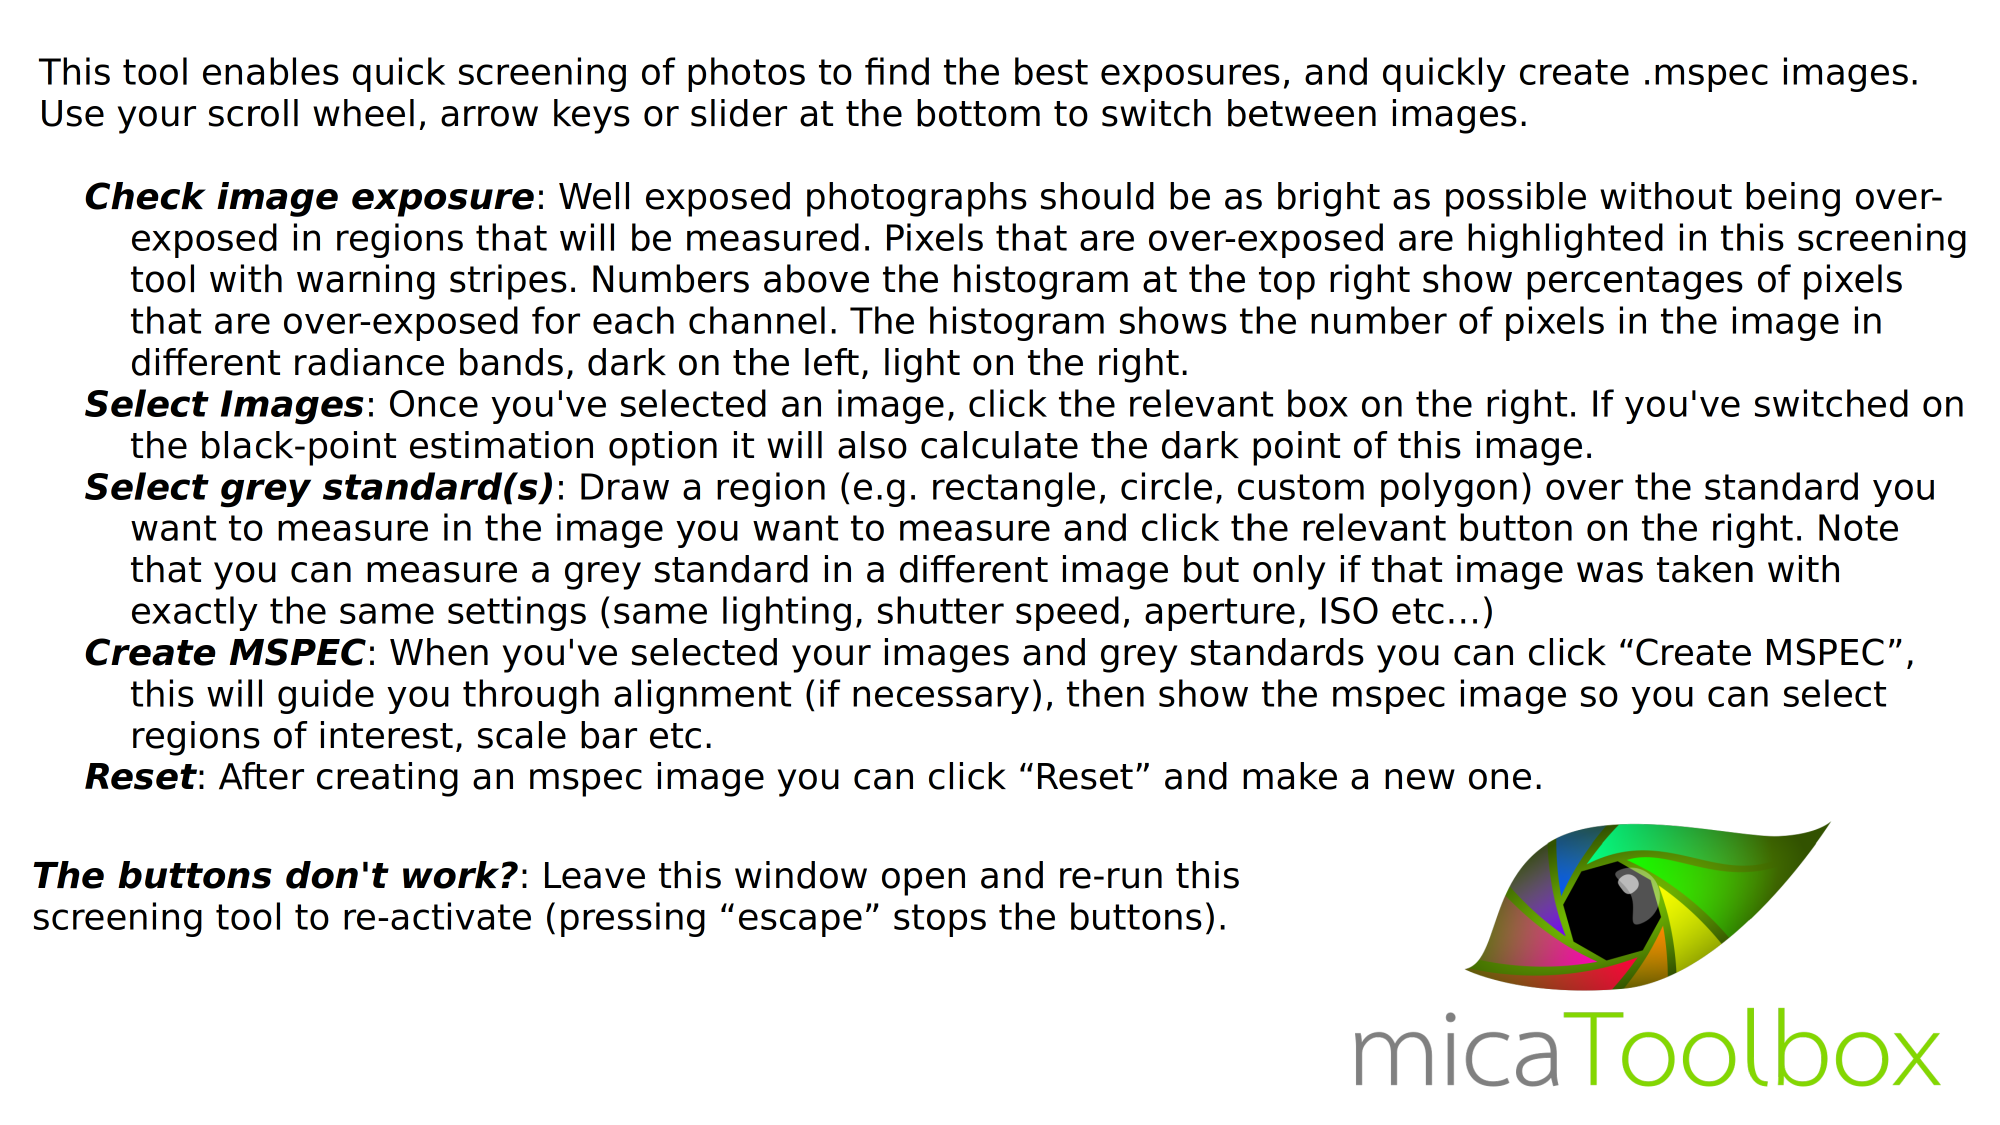 This tool enables quick screening of photos to find the best exposures, and quickly create .mspec images.
Use your scroll wheel, arrow keys or slider at the bottom to switch between images.
Check image exposure: Well exposed photographs should be as bright as possible without being over-
exposed in regions that will be measured. Pixels that are over-exposed are highlighted in this screening
tool with warning stripes. Numbers above the histogram at the top right show percentages of pixels
that are over-exposed for each channel. The histogram shows the number of pixels in the image in
different radiance bands, dark on the left, light on the right.
Select Images: Once you've selected an image, click the relevant box on the right. If you've switched on
the black-point estimation option it will also calculate the dark point of this image.
Select grey standard(s): Draw a region (e.g. rectangle, circle, custom polygon) over the standard you
want to measure in the image you want to measure and click the relevant button on the right. Note
that you can measure a grey standard in a different image but only if that image was taken with
exactly the same settings (same lighting, shutter speed, aperture, ISO etc…)
Create MSPEC: When you've selected your images and grey standards you can click “Create MSPEC”,
this will guide you through alignment (if necessary), then show the mspec image so you can select
regions of interest, scale bar etc.
Reset: After creating an mspec image you can click “Reset” and make a new one.
The buttons don't work?: Leave this window open and re-run this
screening tool to re-activate (pressing “escape” stops the buttons).
micaToolbox